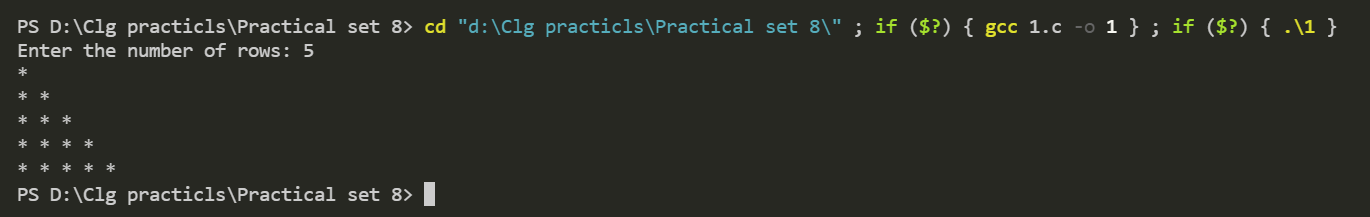 PS D:\Clg practicls\Practical set 8> cd "d:\Clg practicls\Practical set 8\" ; if ($?) { gcc 1.c -o 1 } ; if ($?) { .\1 }
Enter the number of rows: 5
*
* *
* * *
* * * *
* * * * *
PS D:\Clg practicls\Practical set 8>